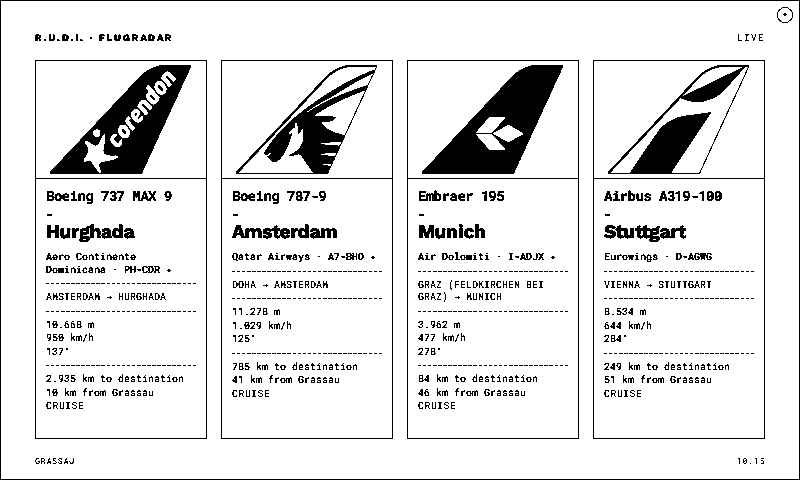 R.U.D.I. · FLUGRADAR
LIVE
corendon
Boeing 737 MAX 9
-
Hurghada
Aero Continente
Dominicana · PH-CDR ✦
AMSTERDAM → HURGHADA
10.668 m
950 km/h
137°
2.935 km to destination
10 km from Grassau
CRUISE
Boeing 787-9
-
Amsterdam
Qatar Airways · A7-BHO ✦
DOHA → AMSTERDAM
11.278 m
1.029 km/h
125°
785 km to destination
41 km from Grassau
CRUISE
Embraer 195
-
Munich
Air Dolomiti · I-ADJX ✦
GRAZ (FELDKIRCHEN BEI
GRAZ) → MUNICH
3.962 m
477 km/h
278°
84 km to destination
46 km from Grassau
CRUISE
Airbus A319-100
-
Stuttgart
Eurowings · D-AGWG
VIENNA → STUTTGART
8.534 m
644 km/h
284°
249 km to destination
51 km from Grassau
CRUISE
GRASSAU
10.15